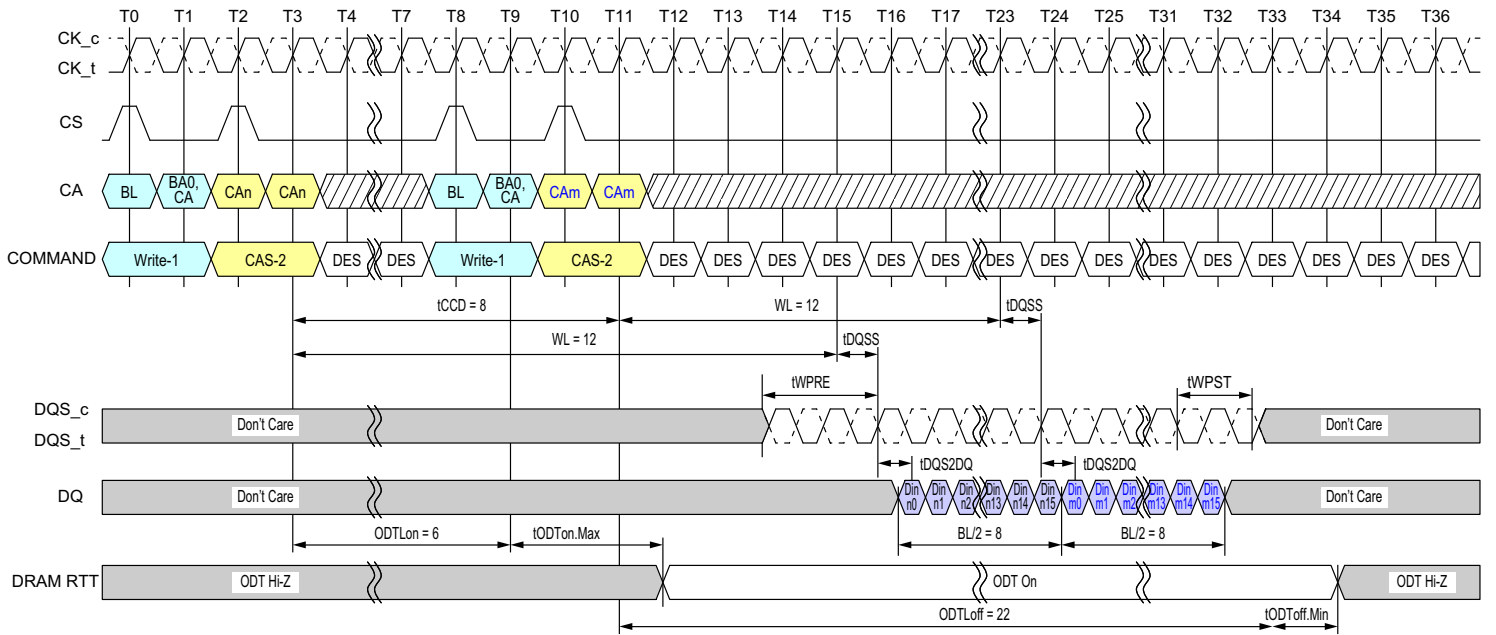 T0 T1 T2 T3 T4 T7 T8 T9 T10 T11 T12 T13 T14 T15 T16 T17 T23 T24 T25 T31 T32 T33 T34 T35 T36
CK_c
CK_t
CS
CA BL BA0, CA CAn CAn BL BA0, CA CAm CAm
COMMAND Write-1 CAS-2 DES DES Write-1 CAS-2 DES DES DES DES DES DES DES DES DES DES DES DES DES DES DES
tCCD = 8 WL = 12 tDQSS
WL = 12 tDQSS
tWPRE tWPST
DQS_c
DQS_t Don't Care Don't Care
tDQS2DQ tDQS2DQ
DQ Don't Care Din n0 Din n1 Din n2 Din n13 Din n14 Din n15 Din m0 Din m1 Din m2 Din m13 Din m14 Din m15 Don't Care
ODTLon = 6 tODTon.Max BL/2 = 8 BL/2 = 8
DRAM RTT ODT Hi-Z ODT On ODT Hi-Z
ODTLoff = 22 tODToff.Min